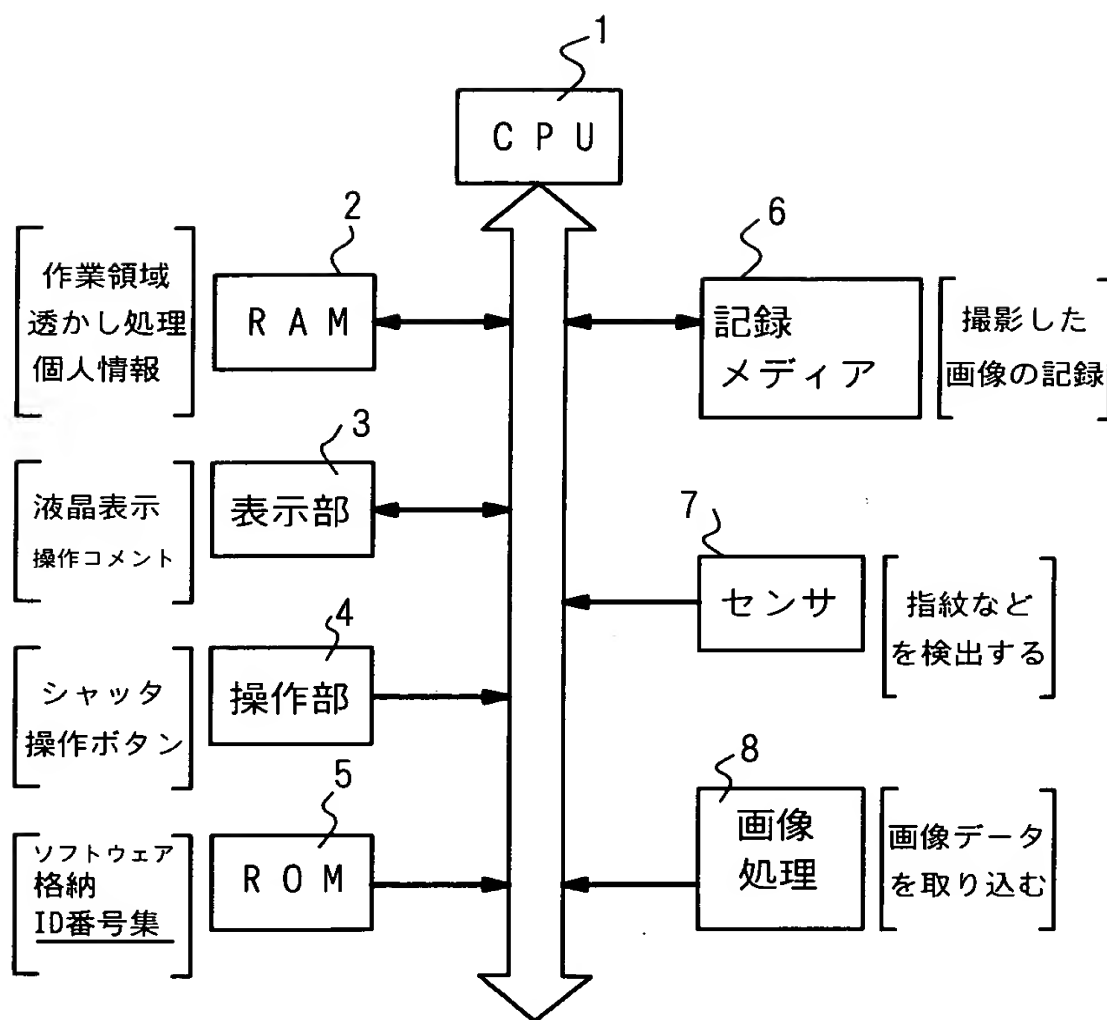 1
CPU
2
作業領域
透かし処理
個人情報
RAM
6
記録
メディア
撮影した
画像の記録
3
液晶表示
操作コメント
表示部
7
センサ
指紋など
を検出する
4
シャッタ
操作ボタン
操作部
8
画像
処理
画像データ
を取り込む
5
ソフトウェア
格納
ID番号集
ROM